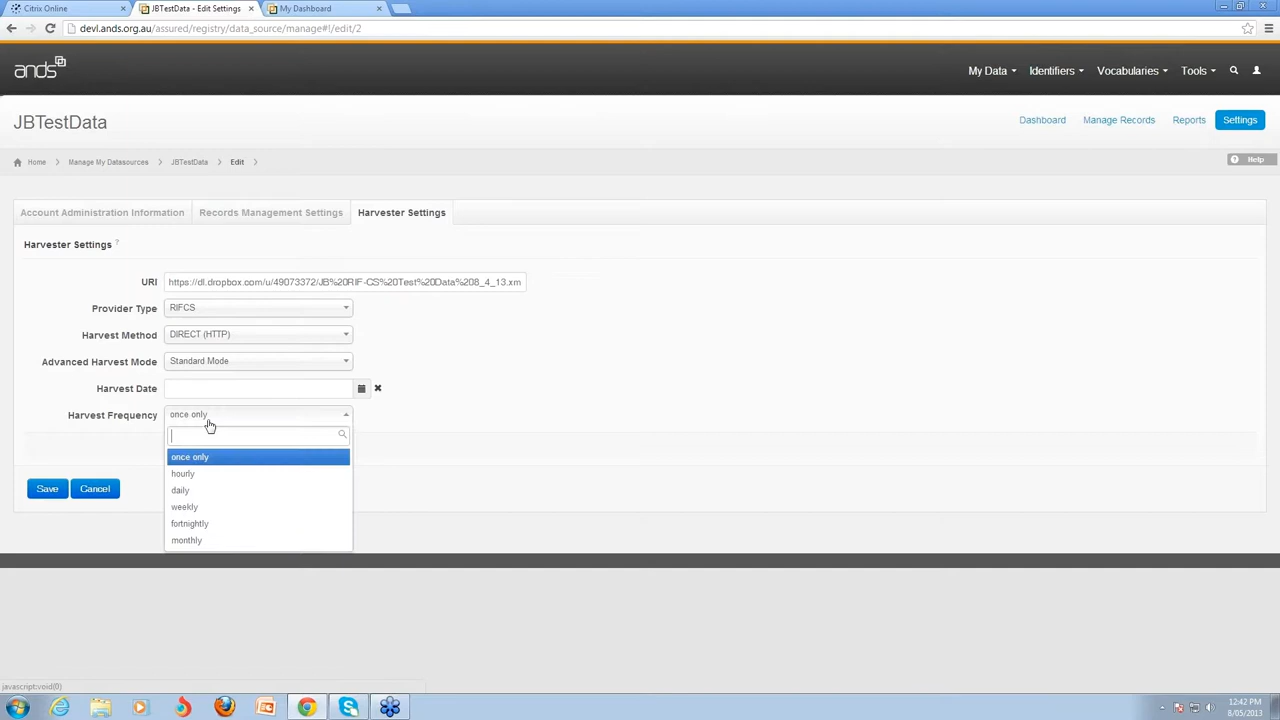 Citrix Online
JBTestData - Edit Settings
My Dashboard
devl.ands.org.au/assured/registry/data_source/manage#!/edit/2
ands
My Data
Identifiers
Vocabularies
Tools
JBTestData
Dashboard
Manage Records
Reports
Settings
Home
Manage My Datasources
JBTestData
Edit
Help
Account Administration Information
Records Management Settings
Harvester Settings
Harvester Settings ?
URI
https://dl.dropbox.com/u/49073372/JB%20RIF-CS%20Test%20Data%208_4_13.xm
Provider Type
RIFCS
Harvest Method
DIRECT (HTTP)
Advanced Harvest Mode
Standard Mode
Harvest Date
Harvest Frequency
once only
once only
hourly
daily
weekly
fortnightly
monthly
Save
Cancel
javascript:void(0)
12:42 PM
8/05/2013